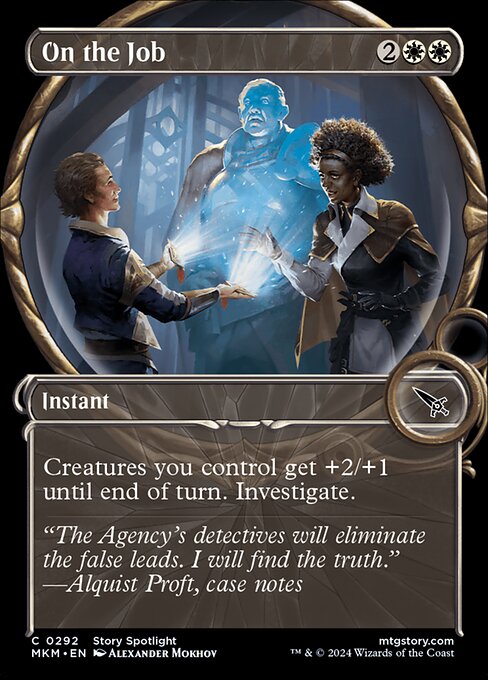 On the Job 2
Instant
Creatures you control get +2/+1
until end of turn. Investigate.
“The Agency’s detectives will eliminate
the false leads. I will find the truth.”
—Alquist Proft, case notes
C 0292 Story Spotlight mtgstory.com
MKM • EN Alexander Mokhov ™ & © 2024 Wizards of the Coast